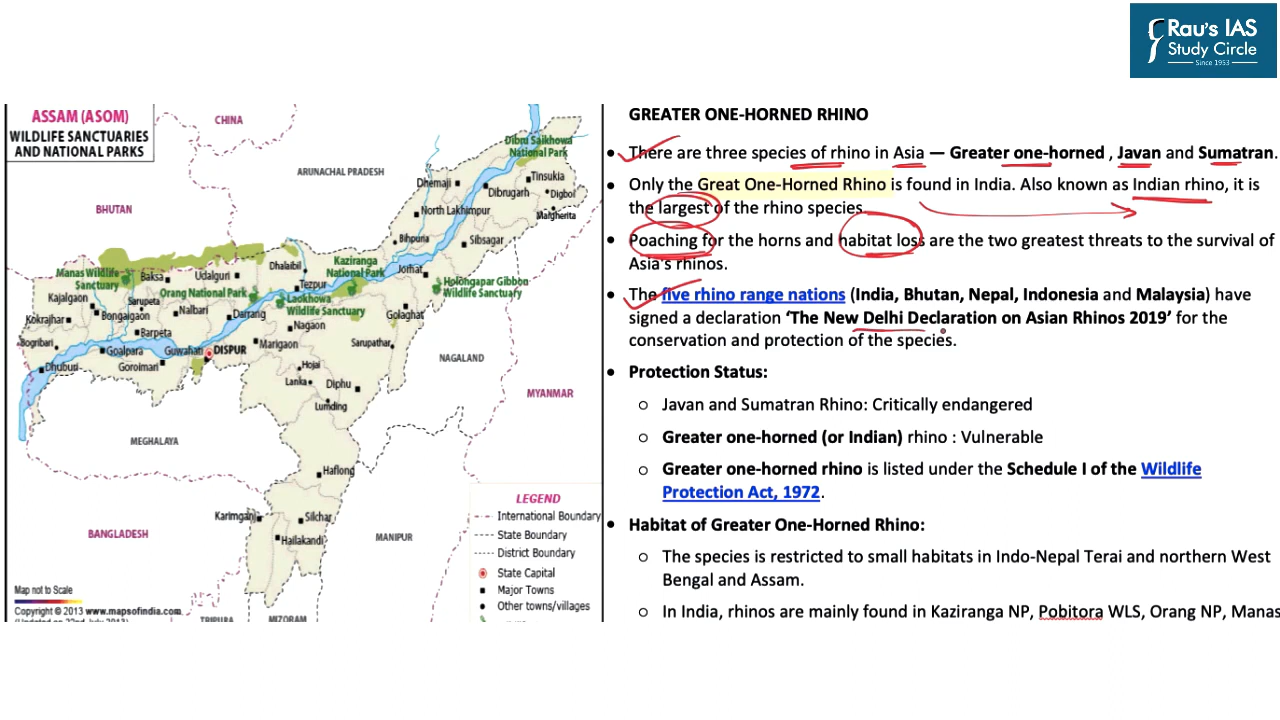 Rau's IAS
Study Circle
Since 1953
ASSAM (ASOM)
WILDLIFE SANCTUARIES
AND NATIONAL PARKS
CHINA
ARUNACHAL PRADESH
BHUTAN
Dibru Saikhowa
National Park
Tinsukia
Dhemaji
Dibrugarh
Digboi
North Lakhimpur
Margherita
Bihpuria
Sibsagar
Dhalaibil
Kaziranga
National Park
Jorhat
Manas Wildlife
Sanctuary
Baksa
Udalguri
Tezpur
Holongapar Gibbon
Wildlife Sanctuary
Orang National Park
Laokhowa
Wildlife Sanctuary
Kajalgaon
Sarupeta
Bongaigaon
Nalbari
Darrang
Golaghat
Kokrajhar
Barpeta
Nagaon
Bogribari
Goalpara
Guwahati
DISPUR
Marigaon
Sarupathar
Dhuburi
Goroimari
Hojai
Lanka
Diphu
Lumding
NAGALAND
MYANMAR
MEGHALAYA
Haflong
Karimganj
Silchar
Hailakandi
BANGLADESH
MANIPUR
TRIPURA
MIZORAM
Map not to Scale
Copyright © 2013 www.mapsofindia.com
(Updated on 22nd July 2013)
LEGEND
International Boundary
State Boundary
District Boundary
State Capital
Major Towns
Other towns/villages
GREATER ONE-HORNED RHINO
• There are three species of rhino in Asia — Greater one-horned , Javan and Sumatran.
• Only the Great One-Horned Rhino is found in India. Also known as Indian rhino, it is
the largest of the rhino species.
• Poaching for the horns and habitat loss are the two greatest threats to the survival of
Asia's rhinos.
• The five rhino range nations (India, Bhutan, Nepal, Indonesia and Malaysia) have
signed a declaration ‘The New Delhi Declaration on Asian Rhinos 2019’ for the
conservation and protection of the species.
• Protection Status:
o Javan and Sumatran Rhino: Critically endangered
o Greater one-horned (or Indian) rhino : Vulnerable
o Greater one-horned rhino is listed under the Schedule I of the Wildlife
Protection Act, 1972.
• Habitat of Greater One-Horned Rhino:
o The species is restricted to small habitats in Indo-Nepal Terai and northern West
Bengal and Assam.
o In India, rhinos are mainly found in Kaziranga NP, Pobitora WLS, Orang NP, Manas